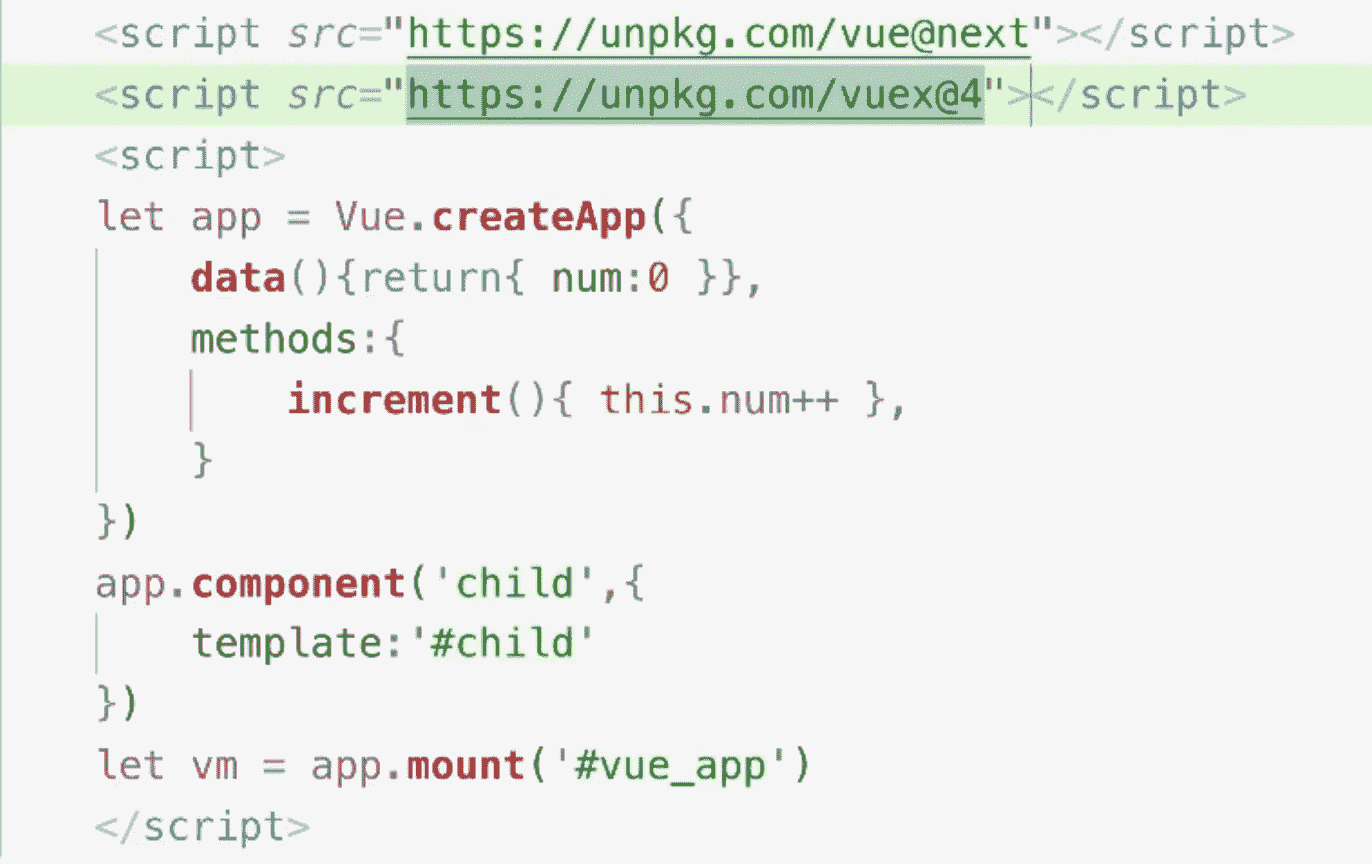 <script src="https://unpkg.com/vue@next"></script>
<script src="https://unpkg.com/vuex@4"></script>
<script>
let app = Vue.createApp({
    data(){return{ num:0 }},
    methods:{
        increment(){ this.num++ },
    }
})
app.component('child',{
    template:'#child'
})
let vm = app.mount('#vue_app')
</script>